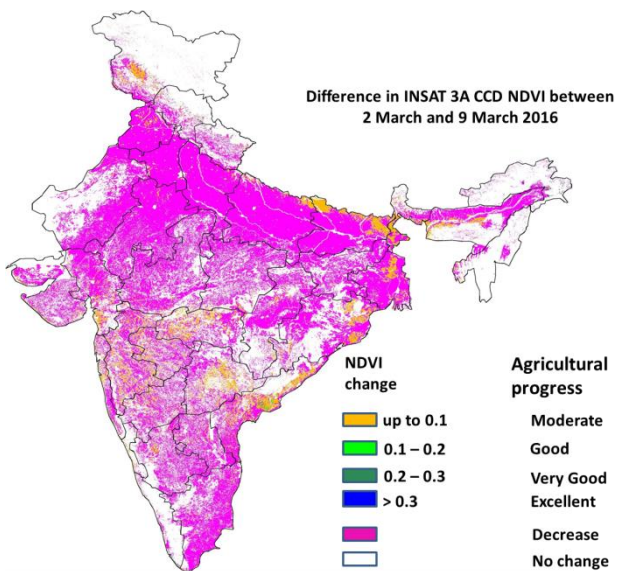 Difference in INSAT 3A CCD NDVI between
2 March and 9 March 2016
NDVI change
Agricultural progress
up to 0.1 Moderate
0.1 – 0.2 Good
0.2 – 0.3 Very Good
> 0.3 Excellent
Decrease
No change